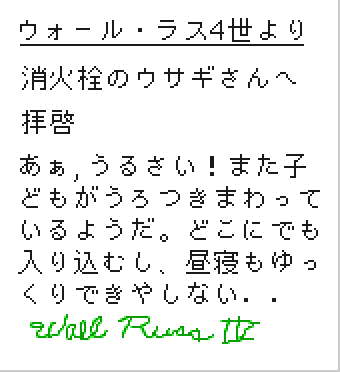 ウォール・ラス4世より
消火栓のウサギさんへ
拝啓
あぁ,うるさい！また子
どもがうろつきまわって
いるようだ。どこにでも
入り込むし、昼寝もゆっ
くりできやしない..
Wall Russ IV